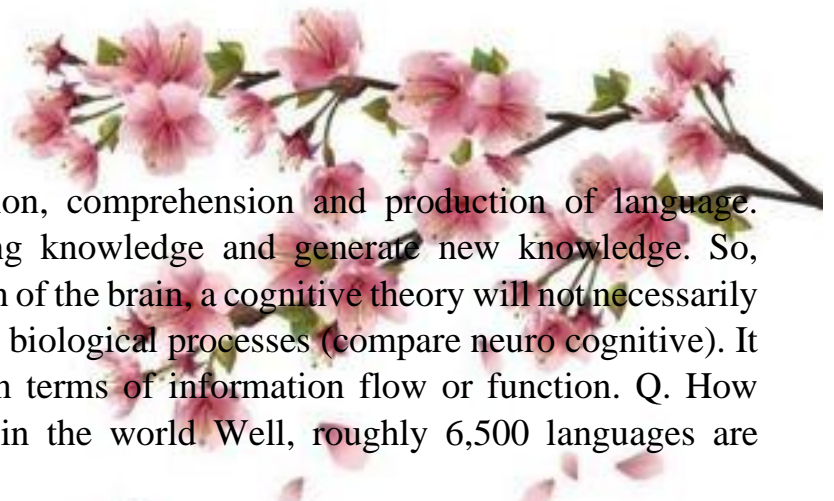 on, comprehension and production of language.
ng knowledge and generate new knowledge. So,
of the brain, a cognitive theory will not necessarily
biological processes (compare neuro cognitive). It
terms of information flow or function. Q. How
in the world Well, roughly 6,500 languages are